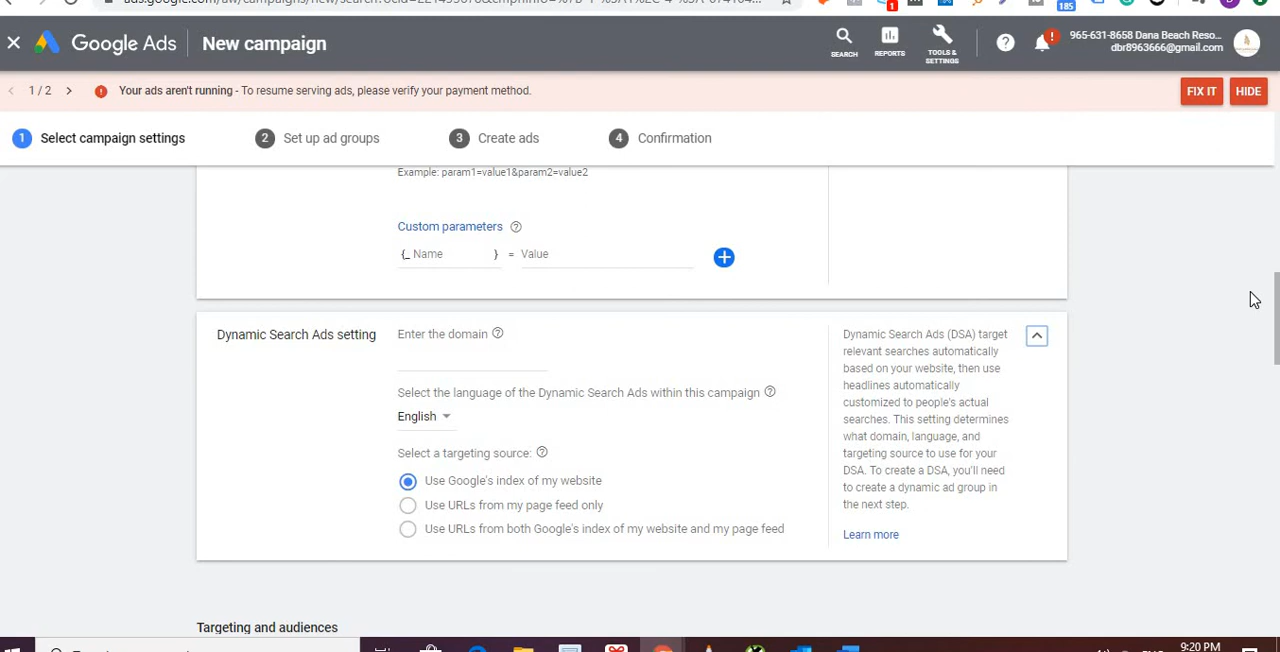 Google Ads
New campaign
SEARCH
REPORTS
TOOLS &
SETTINGS
965-631-8658 Dana Beach Reso...
dbr8963666@gmail.com
1 / 2
Your ads aren't running - To resume serving ads, please verify your payment method.
FIX IT
HIDE
1 Select campaign settings
2 Set up ad groups
3 Create ads
4 Confirmation
Example: param1=value1&param2=value2
Custom parameters
{_ Name } = Value
Dynamic Search Ads setting
Enter the domain
Select the language of the Dynamic Search Ads within this campaign
English
Select a targeting source:
Use Google's index of my website
Use URLs from my page feed only
Use URLs from both Google's index of my website and my page feed
Dynamic Search Ads (DSA) target
relevant searches automatically
based on your website, then use
headlines automatically
customized to people's actual
searches. This setting determines
what domain, language, and
targeting source to use for your
DSA. To create a DSA, you'll need
to create a dynamic ad group in
the next step.
Learn more
Targeting and audiences
9:20 PM